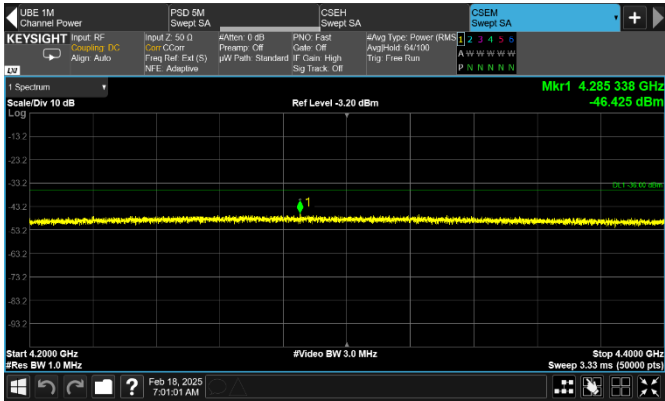 UBE 1M
Channel Power
PSD 5M
Swept SA
CSEH
Swept SA
CSEM
Swept SA
KEYSIGHT
Input: RF
Coupling: DC
Align: Auto
Input Z: 50 Ω
Corr CCorr
Freq Ref: Ext (S)
NFE: Adaptive
#Atten: 0 dB
Preamp: Off
µW Path: Standard
PNO: Fast
Gate: Off
IF Gain: High
Sig Track: Off
#Avg Type: Power (RMS
Avg|Hold: 64/100
Trig: Free Run
1 2 3 4 5 6
A W W W W W
P N N N N N
LXI
1 Spectrum
Scale/Div 10 dB
Ref Level -3.20 dBm
Mkr1 4.285 338 GHz
-46.425 dBm
Log
-13.2
-23.2
-33.2
DL1 -36.00 dBm
1
-43.2
-53.2
-63.2
-73.2
-83.2
-93.2
Start 4.2000 GHz
#Video BW 3.0 MHz
Stop 4.4000 GHz
#Res BW 1.0 MHz
Sweep 3.33 ms (50000 pts)
?
Feb 18, 2025
7:01:01 AM